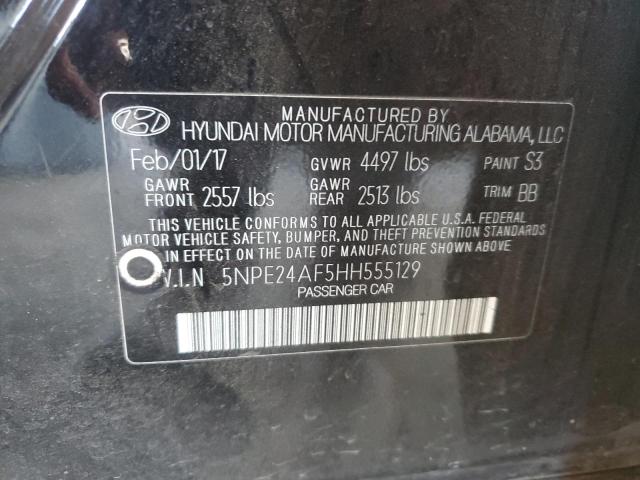 MANUFACTURED BY
HYUNDAI MOTOR MANUFACTURING ALABAMA, LLC
Feb/01/17 GVWR 4497 lbs PAINT S3
GAWR FRONT 2557 lbs GAWR REAR 2513 lbs TRIM BB
THIS VEHICLE CONFORMS TO ALL APPLICABLE U.S.A. FEDERAL
MOTOR VEHICLE SAFETY, BUMPER, AND THEFT PREVENTION STANDARDS
IN EFFECT ON THE DATE OF MANUFACTURE SHOWN ABOVE.
V.I.N 5NPE24AF5HH555129
PASSENGER CAR